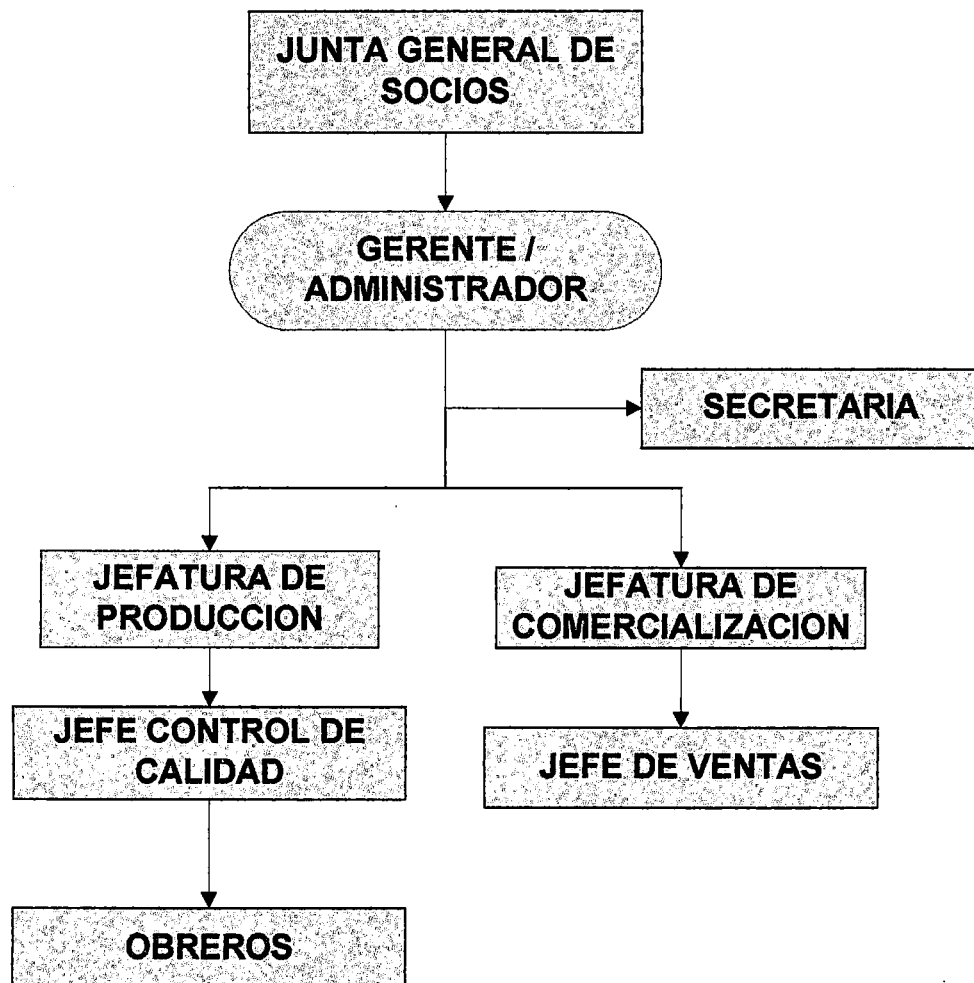 JUNTA GENERAL DE
SOCIOS
GERENTE /
ADMINISTRADOR
SECRETARIA
JEFATURA DE
PRODUCCION
JEFATURA DE
COMERCIALIZACION
JEFE CONTROL DE
CALIDAD
JEFE DE VENTAS
OBREROS